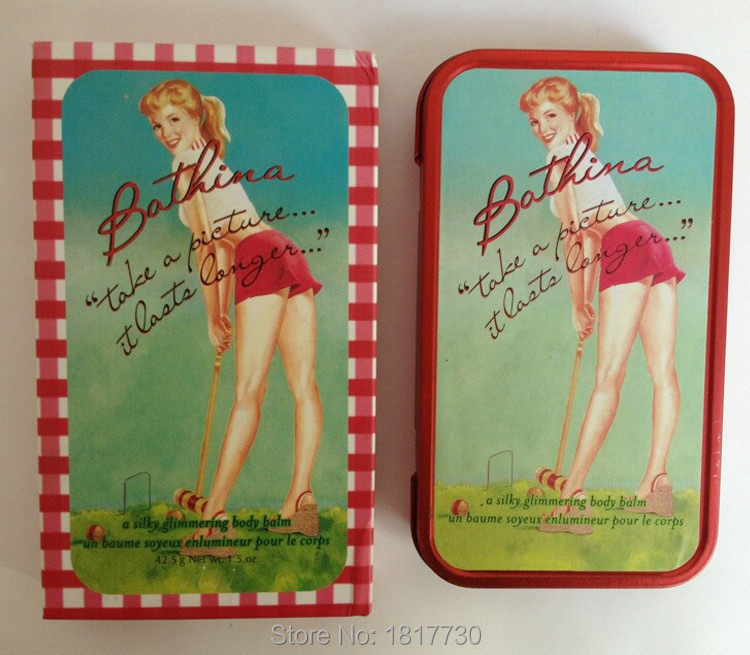 Bathina
"take a picture...
it lasts longer..."
a silky glimmering body balm
un baume soyeux enlumineur pour le corps
42.5 g Net wt. 1.5 oz.
Bathina
"take a picture...
it lasts longer..."
a silky glimmering body balm
un baume soyeux enlumineur pour le corps
Store No: 1817730